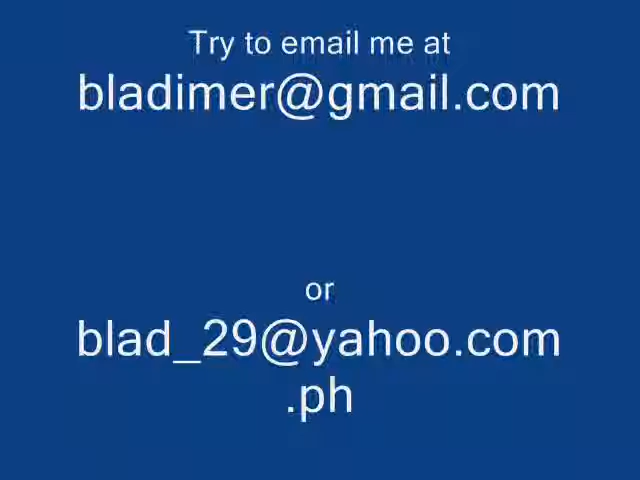 Try to email me at
bladimer@gmail.com
or
blad_29@yahoo.com
.ph